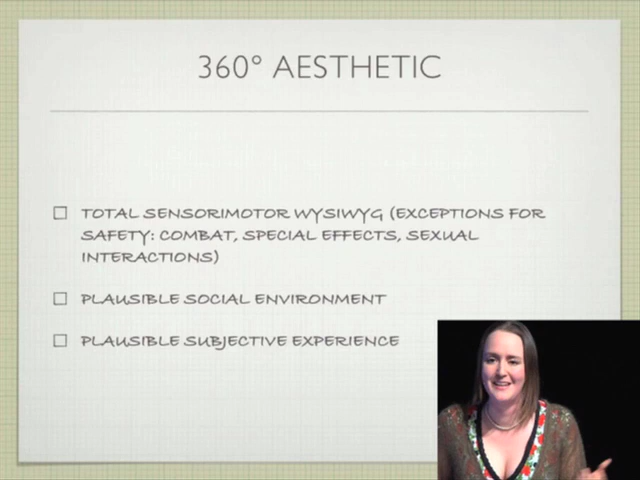 360° AESTHETIC
TOTAL SENSORIMOTOR WYSIWYG (EXCEPTIONS FOR
SAFETY: COMBAT, SPECIAL EFFECTS, SEXUAL
INTERACTIONS)
PLAUSIBLE SOCIAL ENVIRONMENT
PLAUSIBLE SUBJECTIVE EXPERIENCE